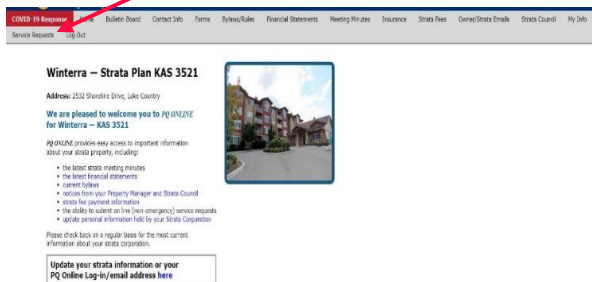 COVID-19 Response Home Bulletin Board Contact Info Forms Bylaws/Rules Financial Statements Meeting Minutes Insurance Strata Fees Owner/Strata Emails Strata Council My Info
Service Requests Log Out
Winterra – Strata Plan KAS 3521
Address: 2532 Shoreline Drive, Lake Country
We are pleased to welcome you to PQ ONLINE
for Winterra – KAS 3521
PQ ONLINE provides easy access to important information
about your strata property, including:
• the latest strata meeting minutes
• the latest financial statements
• current bylaws
• notices from your Property Manager and Strata Council
• strata fee payment information
• the ability to submit on line (non-emergency) service requests
• update personal information held by your Strata Corporation
Please check back on a regular basis for the most current
information about your strata corporation.
Update your strata information or your
PQ Online Log-in/email address here